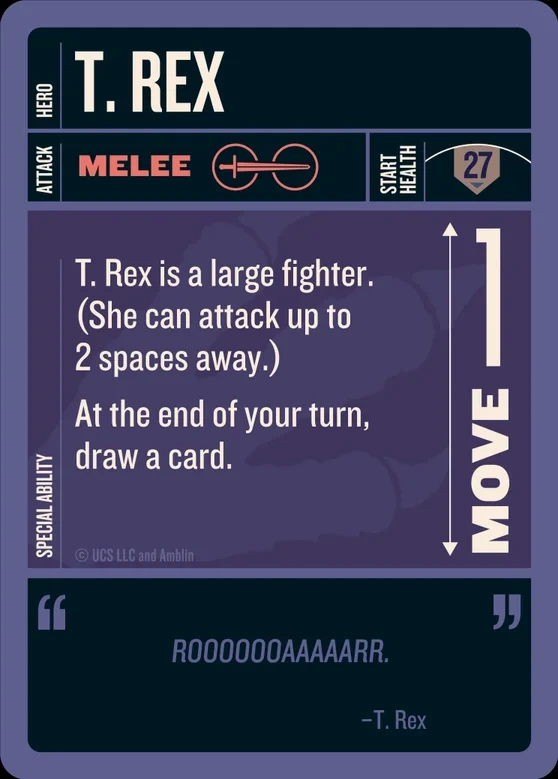 HERO
T. REX
ATTACK
MELEE
START
HEALTH
27
T. Rex is a large fighter.
(She can attack up to
2 spaces away.)
At the end of your turn,
draw a card.
SPECIAL ABILITY
MOVE 1
© UCS LLC and Amblin
“ ”
ROOOOOOAAAAARR.
–T. Rex